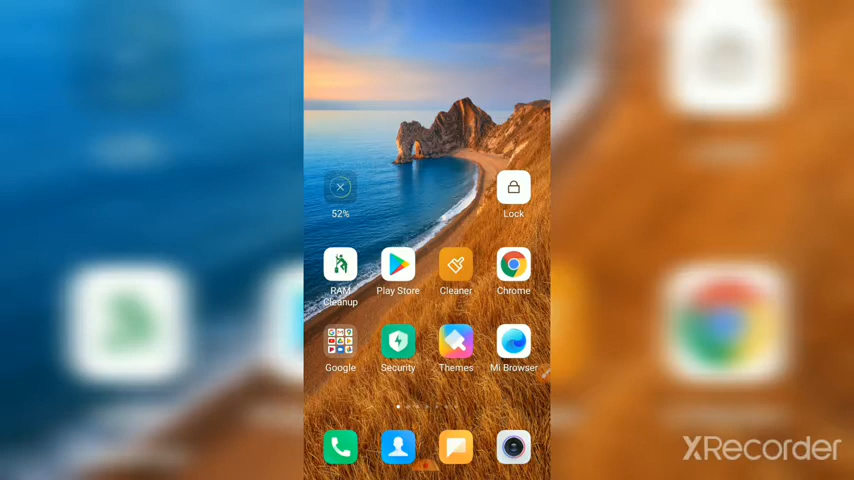 52%
Lock
RAM
Cleanup
Play Store
Cleaner
Chrome
Google
Security
Themes
Mi Browser
XRecorder